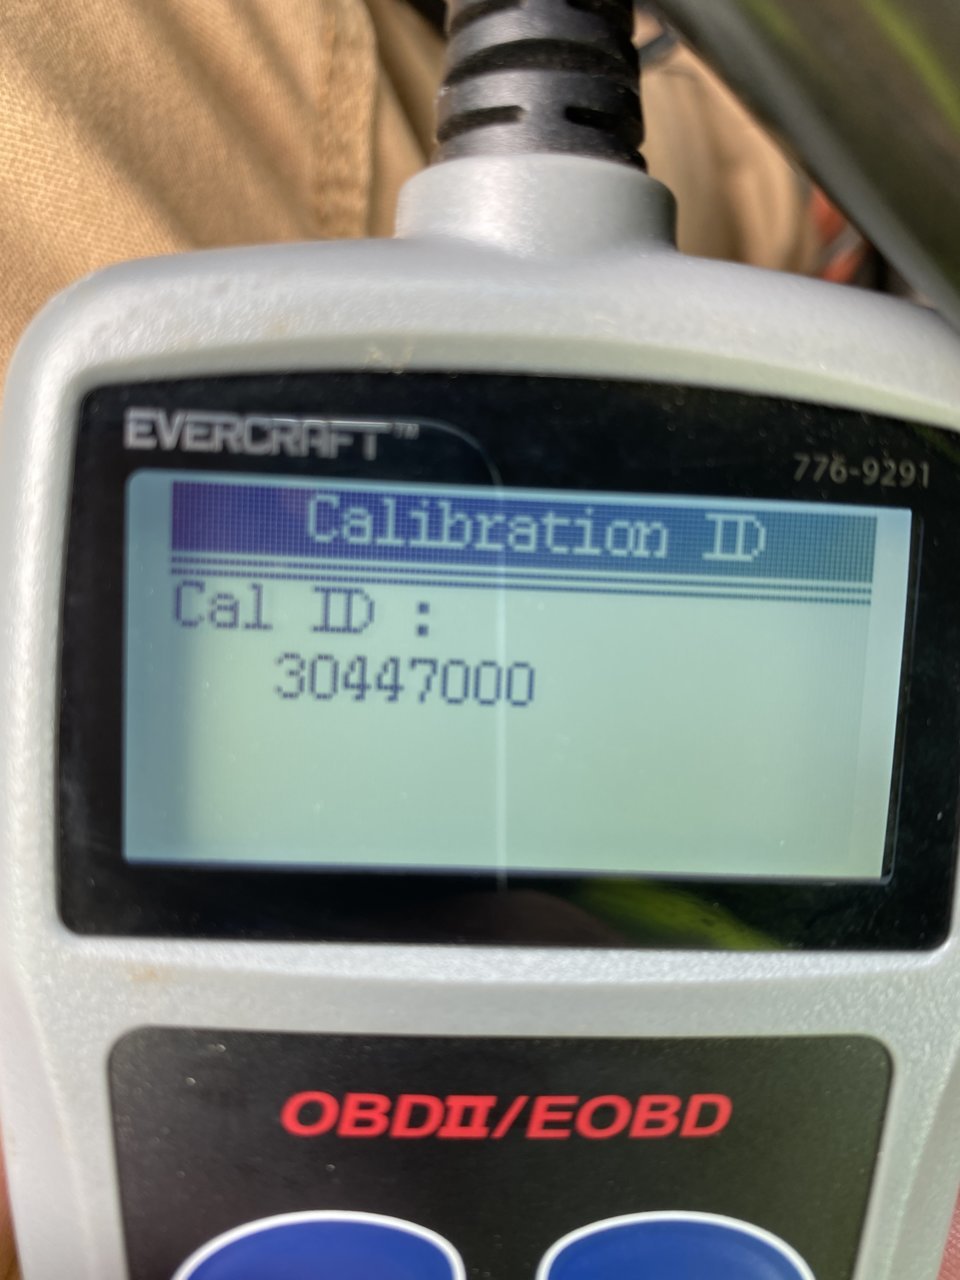 EVERCRAFT™
776-9291
Calibration ID
Cal ID :
30447000
OBDII/EOBD